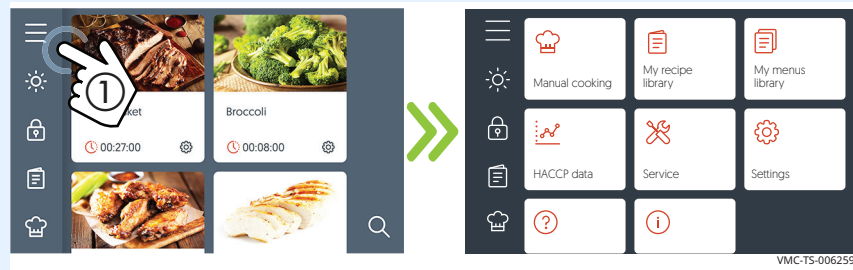 1
ket
Broccoli
00:27:00
00:08:00
Manual cooking
My recipe
library
My menus
library
HACCP data
Service
Settings
?
i
VMC-TS-006259